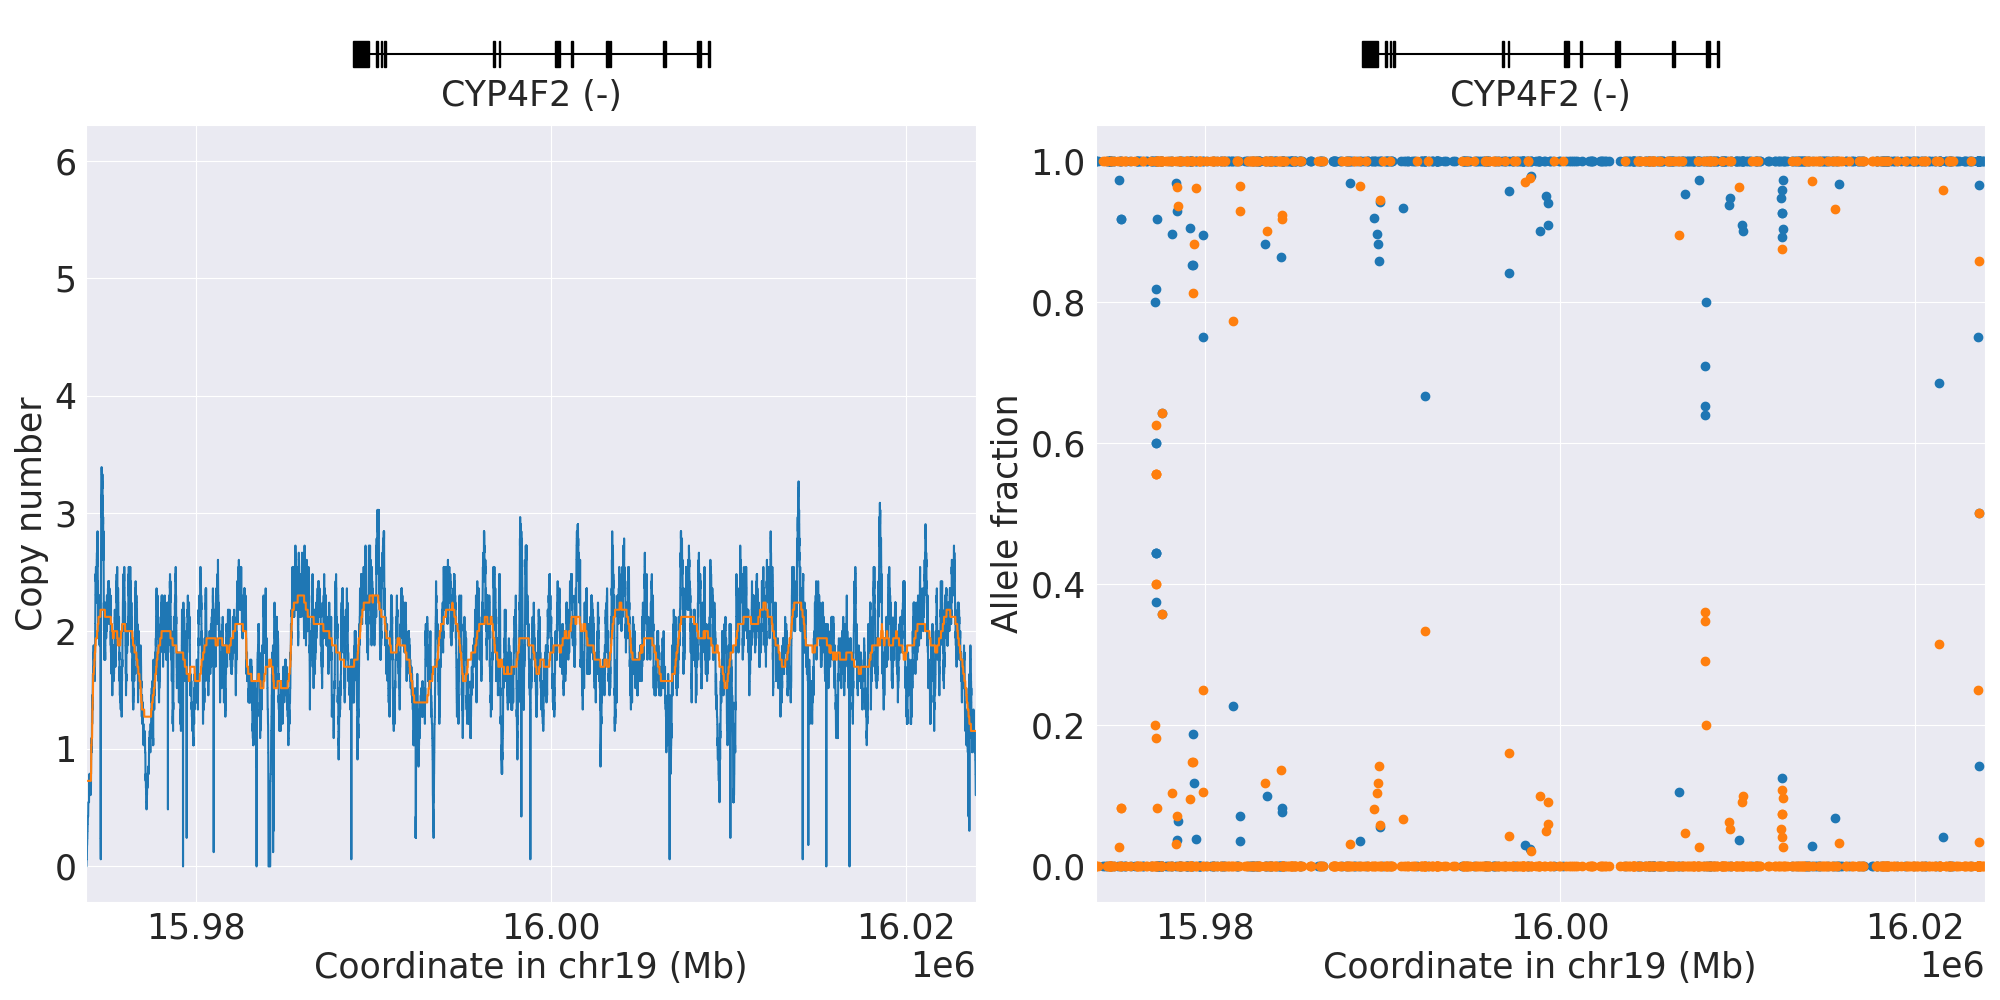 CYP4F2 (-)
6
5
4
3
2
1
0
Copy number
15.98
16.00
16.02
Coordinate in chr19 (Mb)
1e6
CYP4F2 (-)
1.0
0.8
0.6
0.4
0.2
0.0
Allele fraction
15.98
16.00
16.02
Coordinate in chr19 (Mb)
1e6